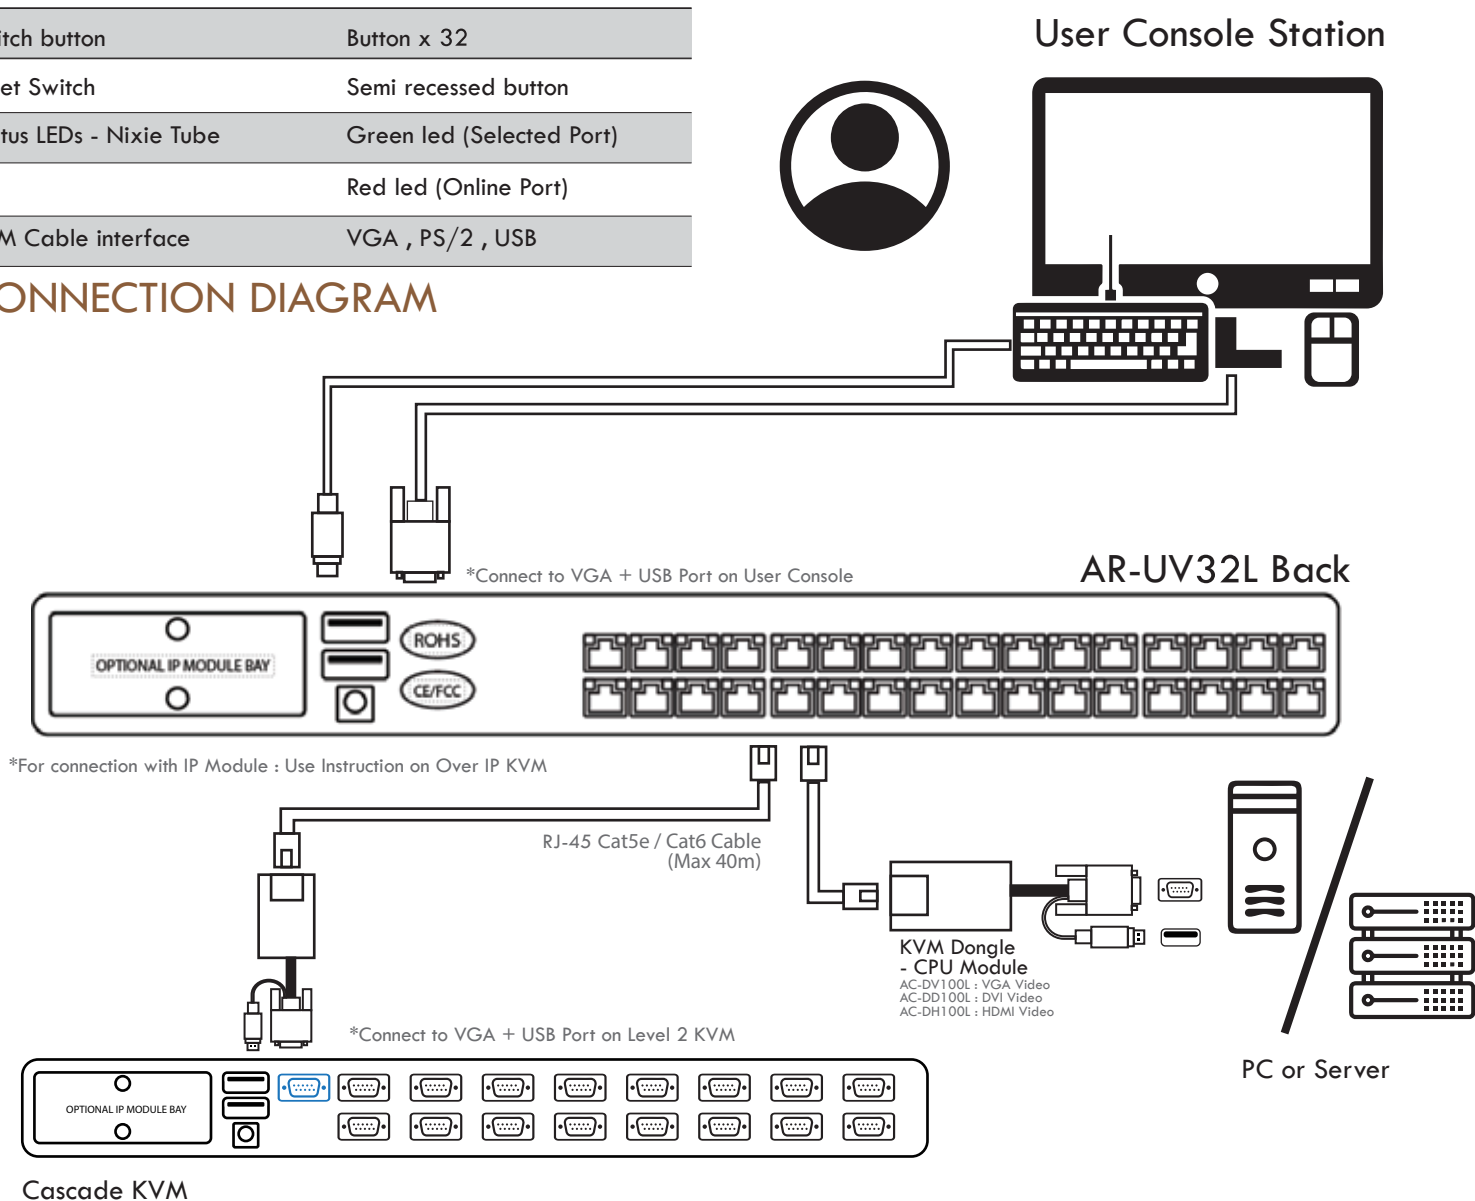 itch button Button x 32
et Switch Semi recessed button
tus LEDs - Nixie Tube Green led (Selected Port)
Red led (Online Port)
M Cable interface VGA , PS/2 , USB
ONNECTION DIAGRAM
User Console Station
*Connect to VGA + USB Port on User Console
AR-UV32L Back
OPTIONAL IP MODULE BAY
ROHS
CE/FCC
*For connection with IP Module : Use Instruction on Over IP KVM
RJ-45 Cat5e / Cat6 Cable
(Max 40m)
KVM Dongle
- CPU Module
AC-DV100L : VGA Video
AC-DD100L : DVI Video
AC-DH100L : HDMI Video
PC or Server
*Connect to VGA + USB Port on Level 2 KVM
OPTIONAL IP MODULE BAY
Cascade KVM